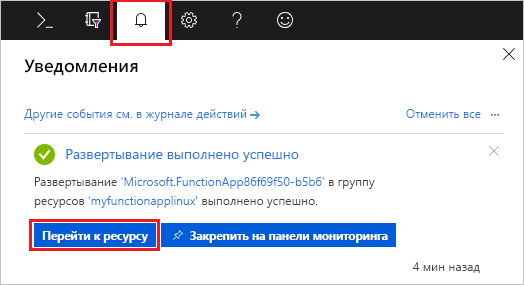 Уведомления
Другие события см. в журнале действий →
Отменить все ...
Развертывание выполнено успешно
Развертывание 'Microsoft.FunctionApp86f69f50-b5b6' в группу
ресурсов 'myfunctionapplinux' выполнено успешно.
Перейти к ресурсу
Закрепить на панели мониторинга
4 мин назад